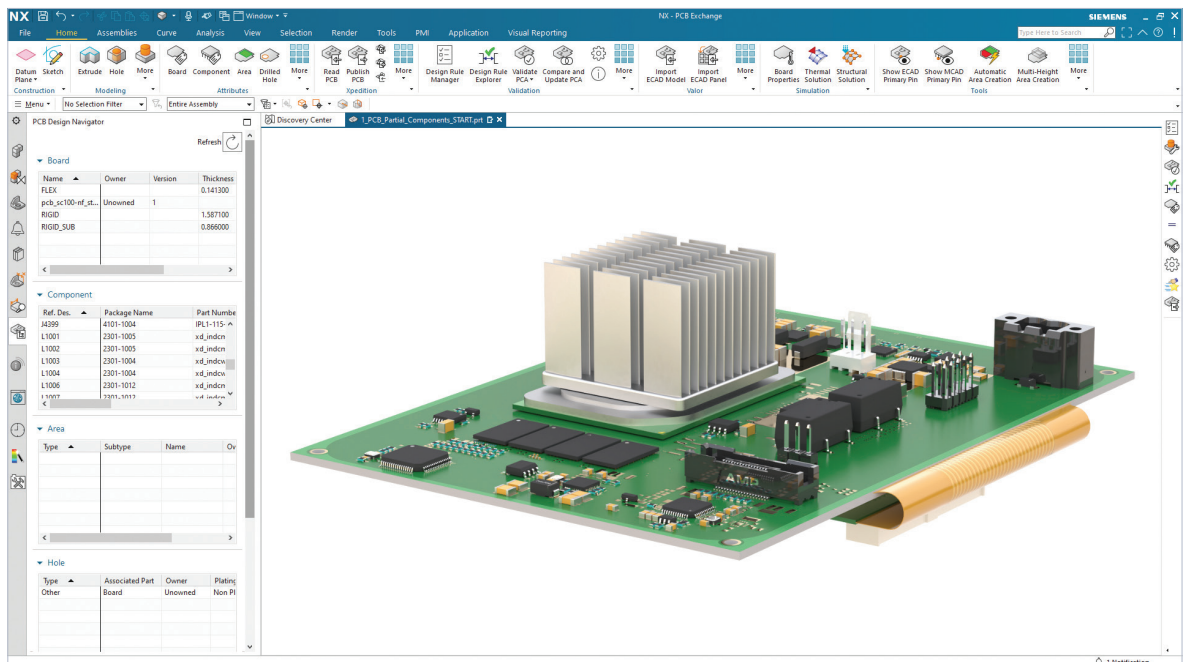 NX Window NX - PCB Exchange SIEMENS
File Home Assemblies Curve Analysis View Selection Render Tools PMI Application Visual Reporting Type Here to Search
Datum Plane Sketch Extrude Hole More Board Component Area Drilled Hole More Read PCB Publish PCB More Design Rule Manager Design Rule Explorer Validate PCA Compare and Update PCA More Import ECAD Model Import ECAD Panel More Board Properties Thermal Solution Structural Solution Show ECAD Primary Pin Show MCAD Primary Pin Automatic Area Creation Multi-Height Area Creation More
Construction Modeling Attributes Xpedition Validation Valor Simulation Tools
Menu No Selection Filter Entire Assembly
PCB Design Navigator
Discovery Center 1_PCB_Partial_Components_START.prt
Refresh
Board
Name Owner Version Thickness
FLEX 0.141300
pcb_sc100-nf_st... Unowned 1
RIGID 1.587100
RIGID_SUB 0.866000
Component
Ref. Des. Package Name Part Numbe
J4399 4101-1004 IPL1-115-
L1001 2301-1005 xd_indcn
L1002 2301-1005 xd_indcn
L1003 2301-1004 xd_indcw
L1004 2301-1004 xd_indcw
L1006 2301-1012 xd_indcn
L1007 2301-1012 xd_indcn
Area
Type Subtype Name Ow
Hole
Type Associated Part Owner Plating
Other Board Unowned Non Pl
AMP
1 Notification